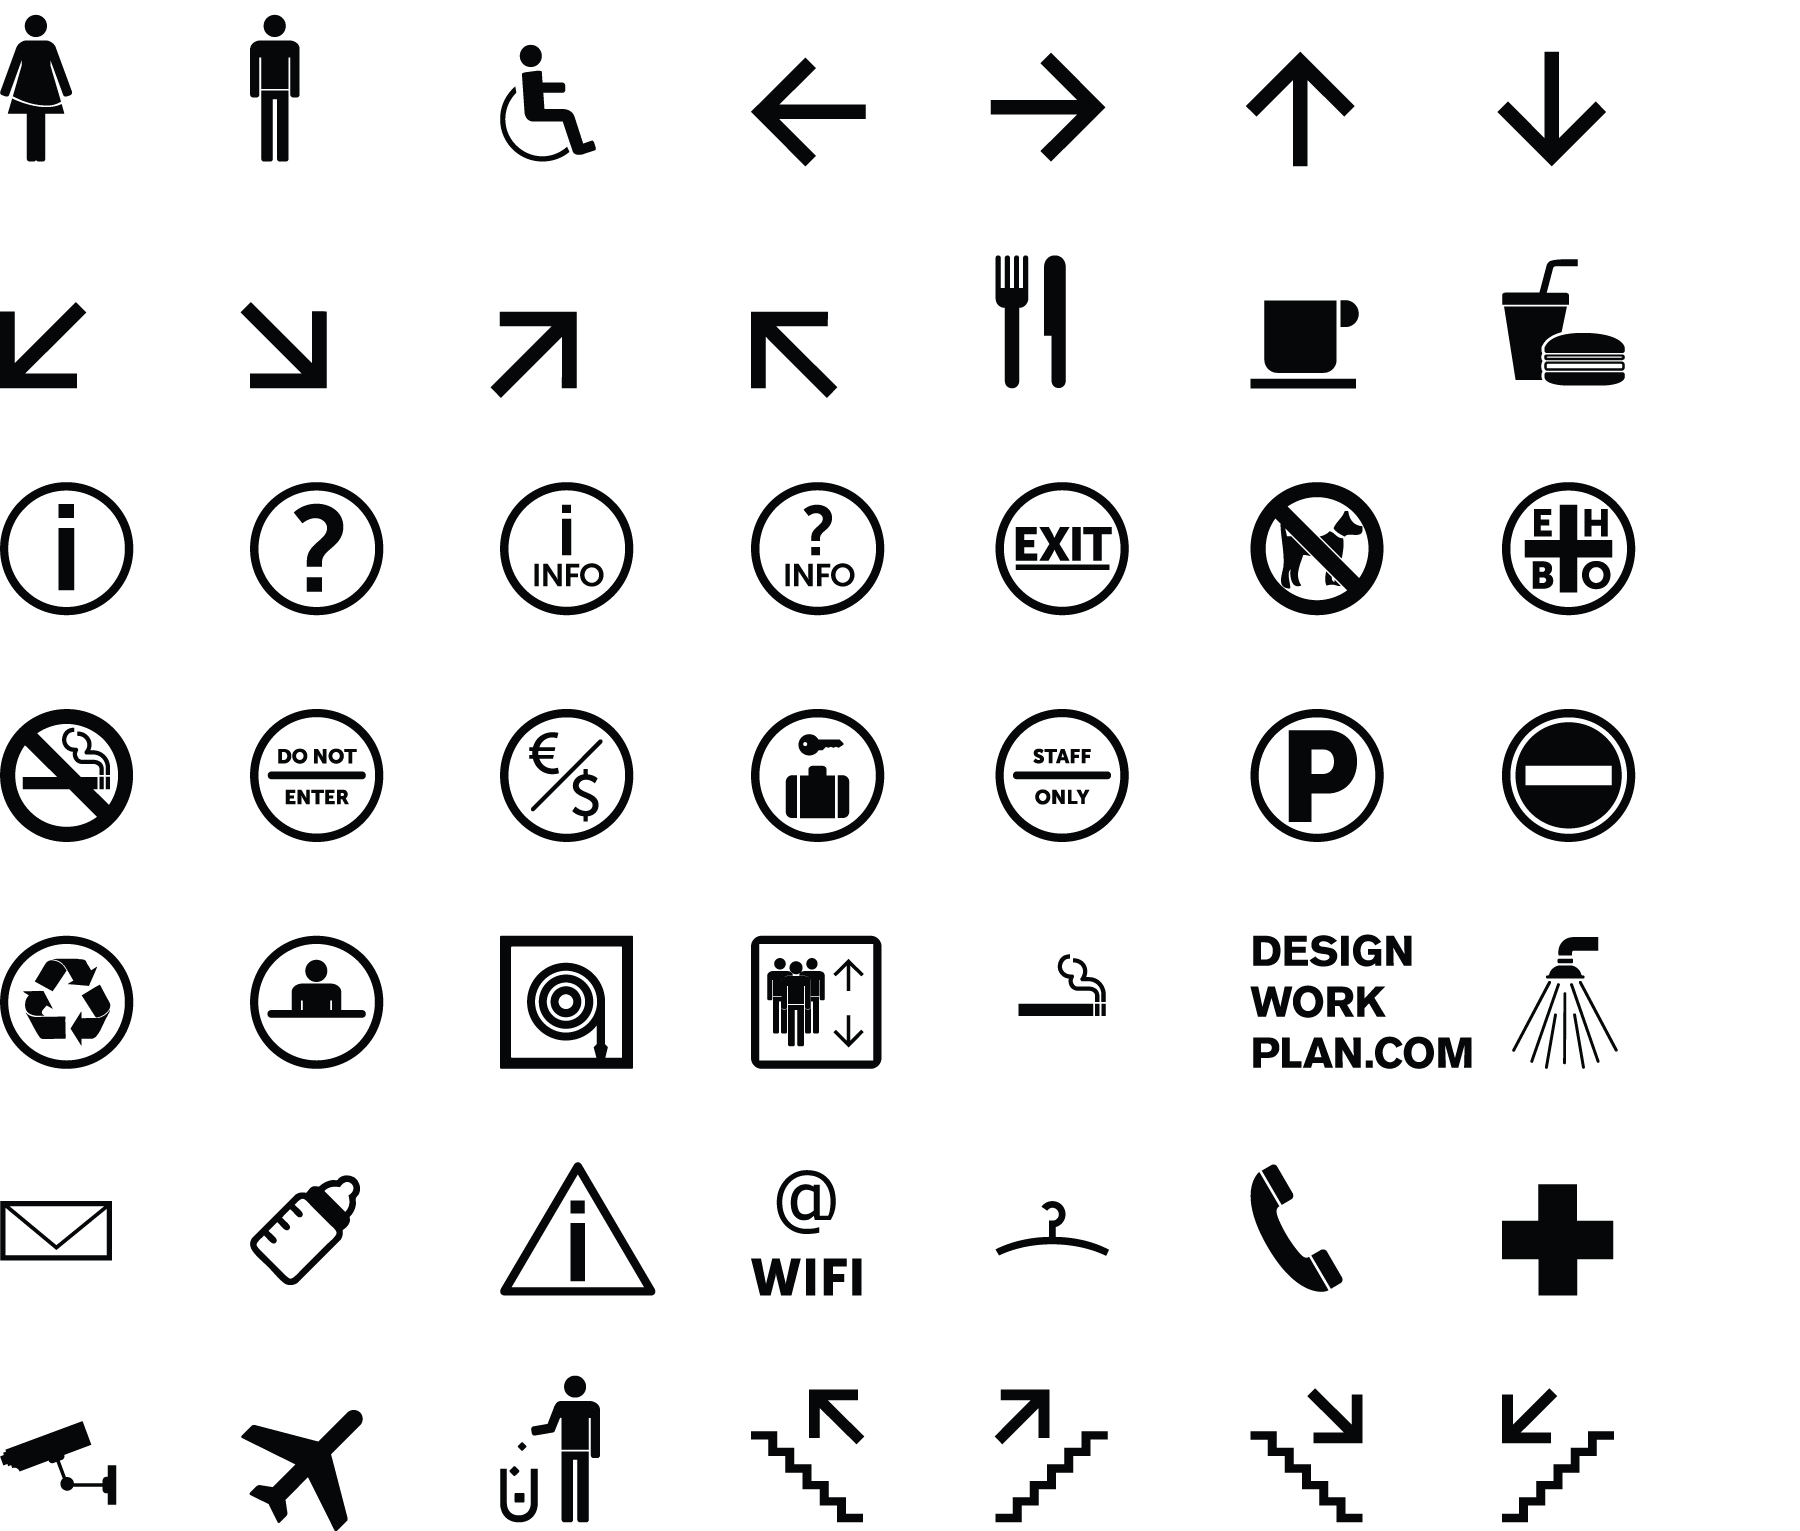 i
?
i
INFO
?
INFO
EXIT
E H
B O
DO NOT
ENTER
€
$
STAFF
ONLY
P
DESIGN
WORK
PLAN.COM
i
@
WIFI